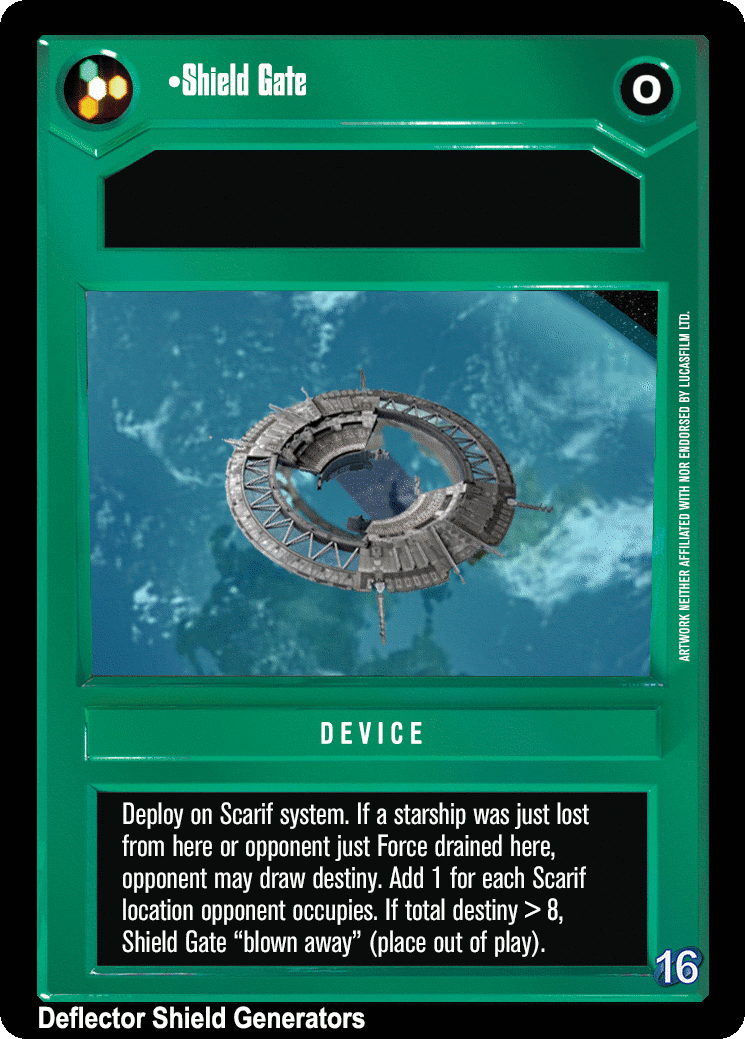 •Shield Gate
0
ARTWORK NEITHER AFFILIATED WITH NOR ENDORSED BY LUCASFILM LTD.
DEVICE
Deploy on Scarif system. If a starship was just lost
from here or opponent just Force drained here,
opponent may draw destiny. Add 1 for each Scarif
location opponent occupies. If total destiny > 8,
Shield Gate “blown away” (place out of play).
16
Deflector Shield Generators